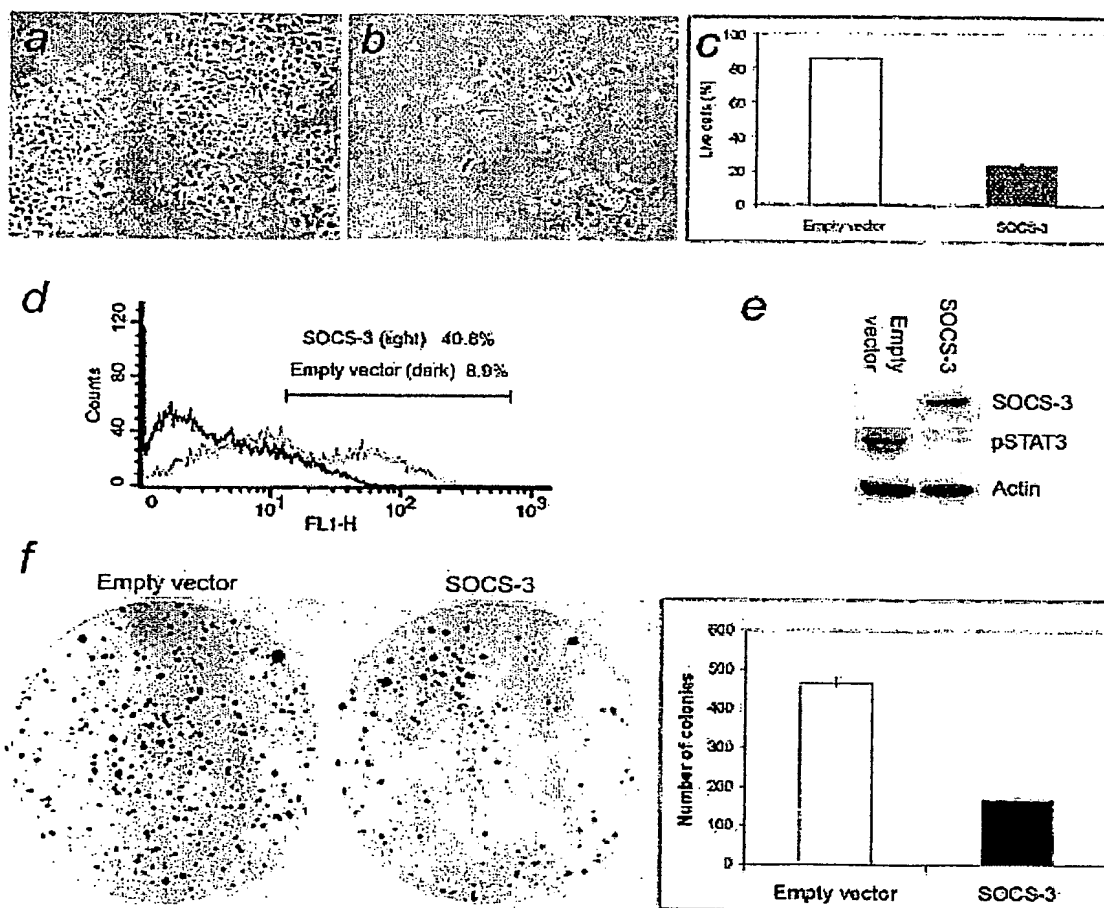 a
b
c
100
80
60
40
20
0
Live cells (%)
Empty vector
SOCS-3
d
120
80
40
0
Counts
SOCS-3 (light) 40.8%
Empty vector (dark) 8.9%
0
10¹
10²
10³
FL1-H
e
Empty
vector
SOCS-3
SOCS-3
pSTAT3
Actin
f
Empty vector
SOCS-3
600
500
400
300
200
100
0
Number of colonies
Empty vector
SOCS-3